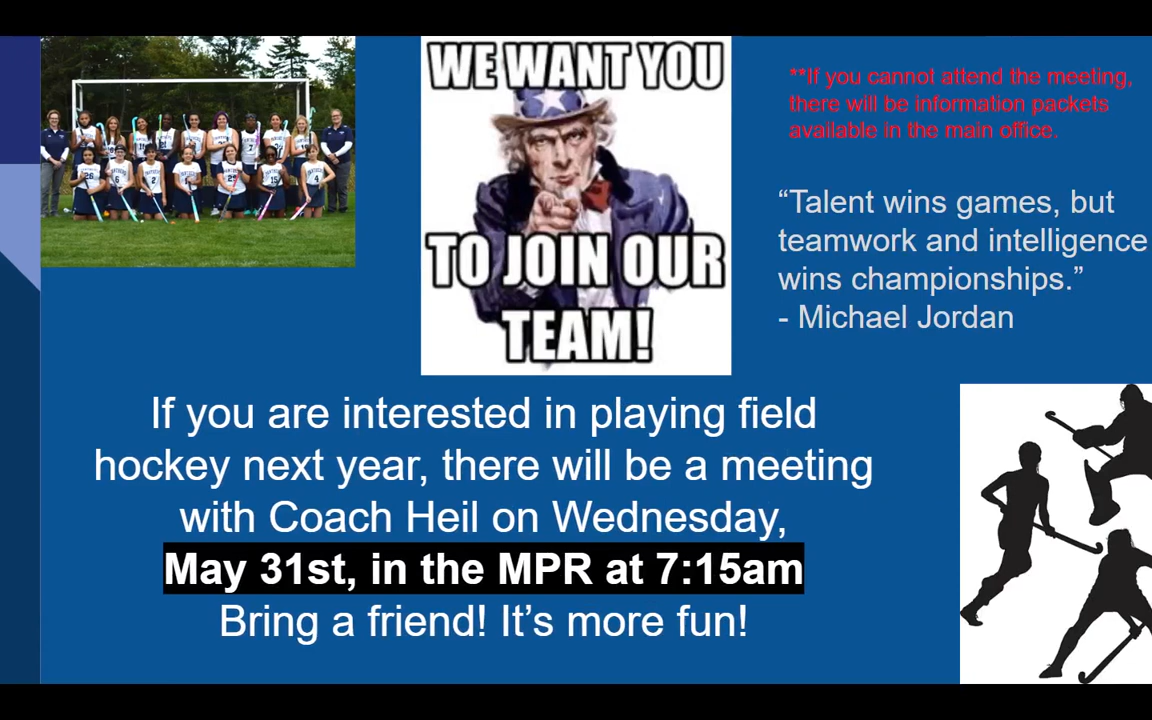 WE WANT YOU
TO JOIN OUR
TEAM!
**If you cannot attend the meeting,
there will be information packets
available in the main office.
“Talent wins games, but
teamwork and intelligence
wins championships.”
- Michael Jordan
If you are interested in playing field
hockey next year, there will be a meeting
with Coach Heil on Wednesday,
May 31st, in the MPR at 7:15am
Bring a friend! It’s more fun!